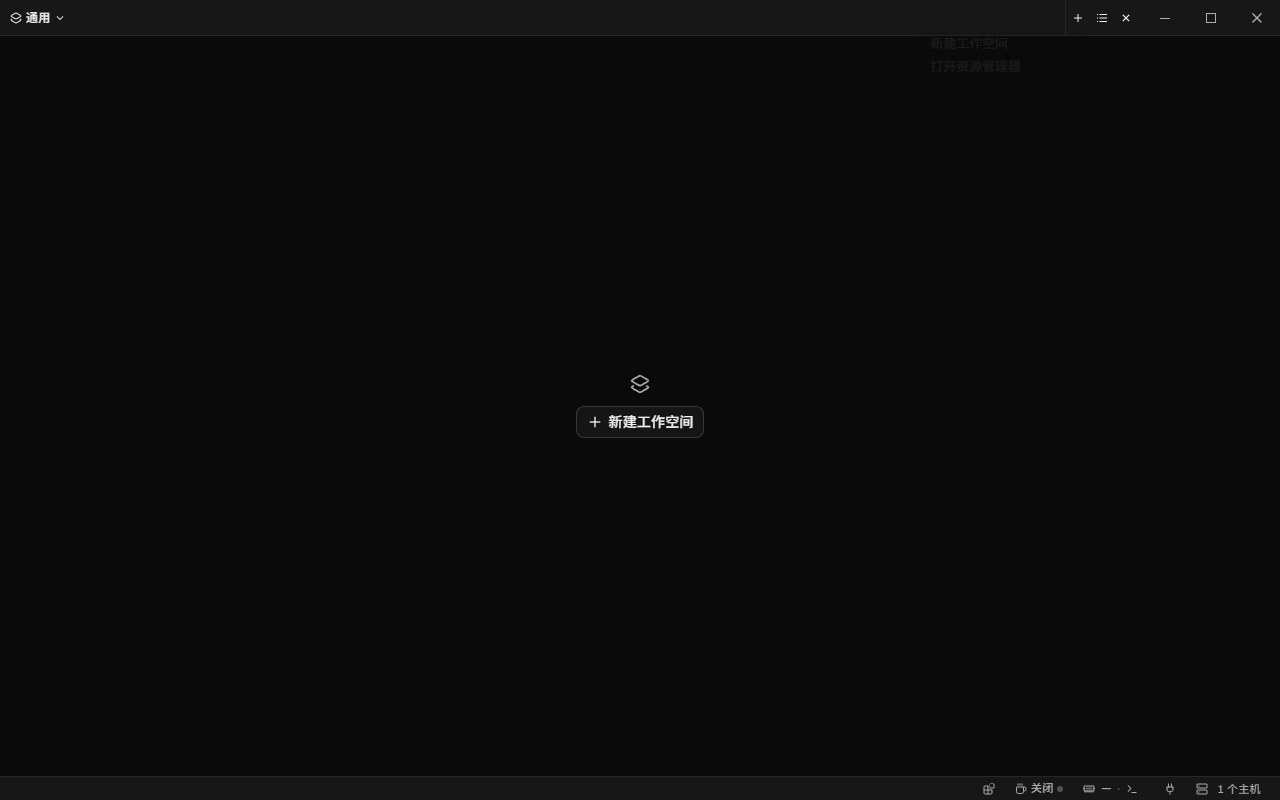 通用
新建工作空间
打开资源管理器
新建工作空间
关闭
1 个主机